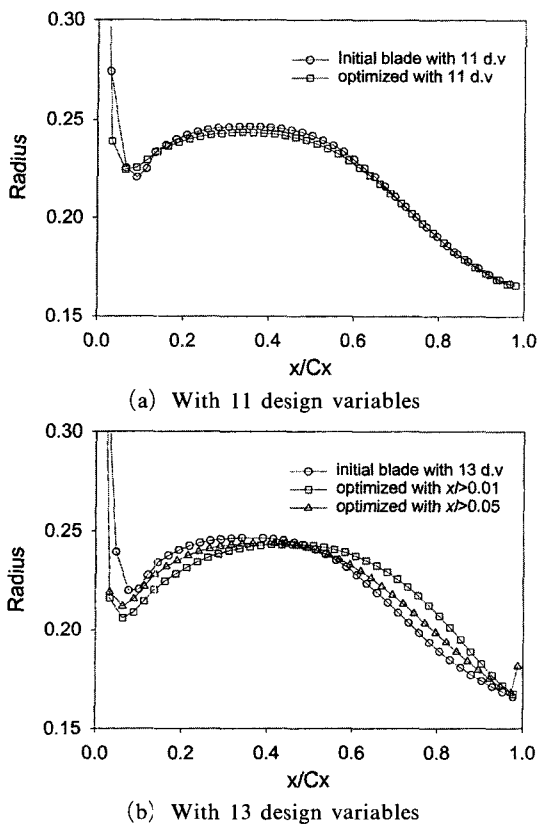 0.30
0.25
0.20
0.15
Radius
Initial blade with 11 d.v
optimized with 11 d.v
0.0 0.2 0.4 0.6 0.8 1.0
x/Cx
(a) With 11 design variables
0.30
0.25
0.20
0.15
Radius
initial blade with 13 d.v
optimized with x/>0.01
optimized with x/>0.05
0.0 0.2 0.4 0.6 0.8 1.0
x/Cx
(b) With 13 design variables